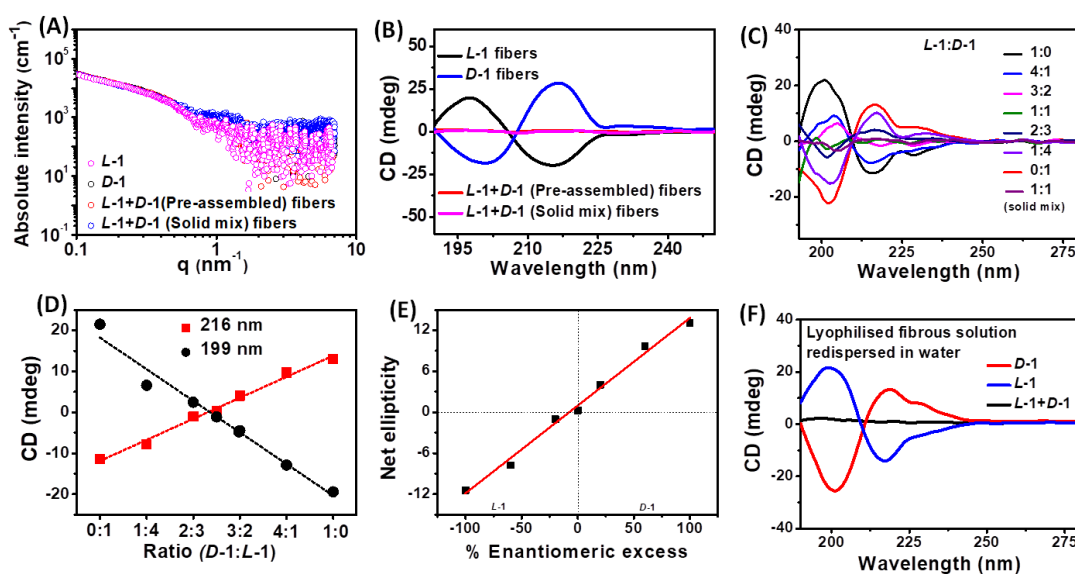 (A)
Absolute intensity (cm⁻¹)
10⁵
10³
10¹
10⁻¹
0.1
1
10
q (nm⁻¹)
L-1
D-1
L-1+D-1(Pre-assembled) fibers
L-1+D-1 (Solid mix) fibers
(B)
CD (mdeg)
50
25
0
-25
-50
195
210
225
240
Wavelength (nm)
L-1 fibers
D-1 fibers
L-1+D-1 (Pre-assembled) fibers
L-1+D-1 (Solid mix) fibers
(C)
L-1:D-1
CD (mdeg)
40
20
0
-20
200
225
250
275
Wavelength (nm)
1:0
4:1
3:2
1:1
2:3
1:4
0:1
1:1
(solid mix)
(D)
CD (mdeg)
20
10
0
-10
-20
0:1
1:4
2:3
3:2
4:1
1:0
Ratio (D-1:L-1)
216 nm
199 nm
(E)
Net ellipticity
12
6
0
-6
-12
-100
-50
0
50
100
L-1
D-1
% Enantiomeric excess
(F)
Lyophilised fibrous solution
redispersed in water
D-1
L-1
L-1+D-1
CD (mdeg)
40
20
0
-20
-40
200
225
250
275
Wavelength (nm)